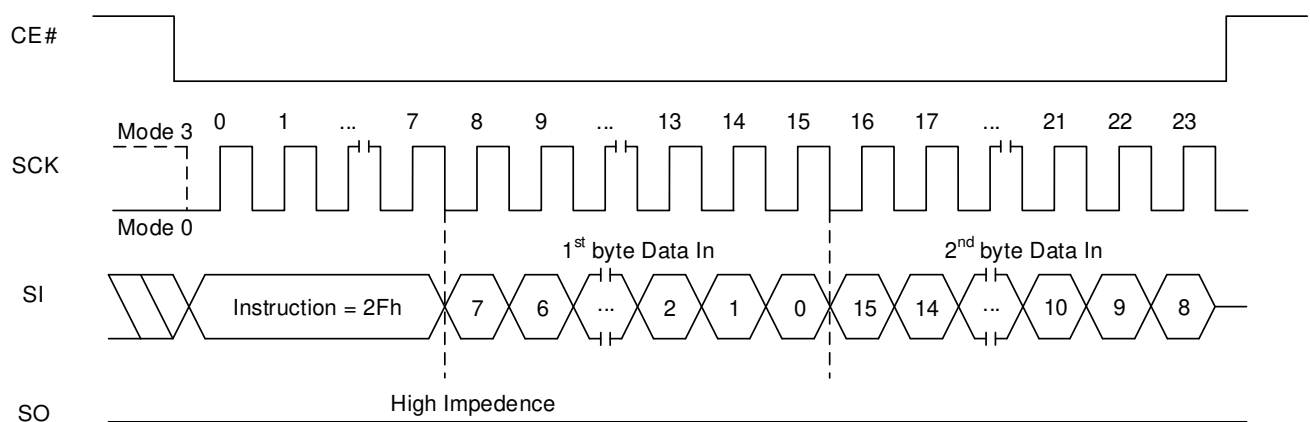 CE#
0 1 ... 7 8 9 ... 13 14 15 16 17 ... 21 22 23
Mode 3
SCK
Mode 0
1st byte Data In 2nd byte Data In
SI Instruction = 2Fh 7 6 ... 2 1 0 15 14 ... 10 9 8
High Impedence
SO